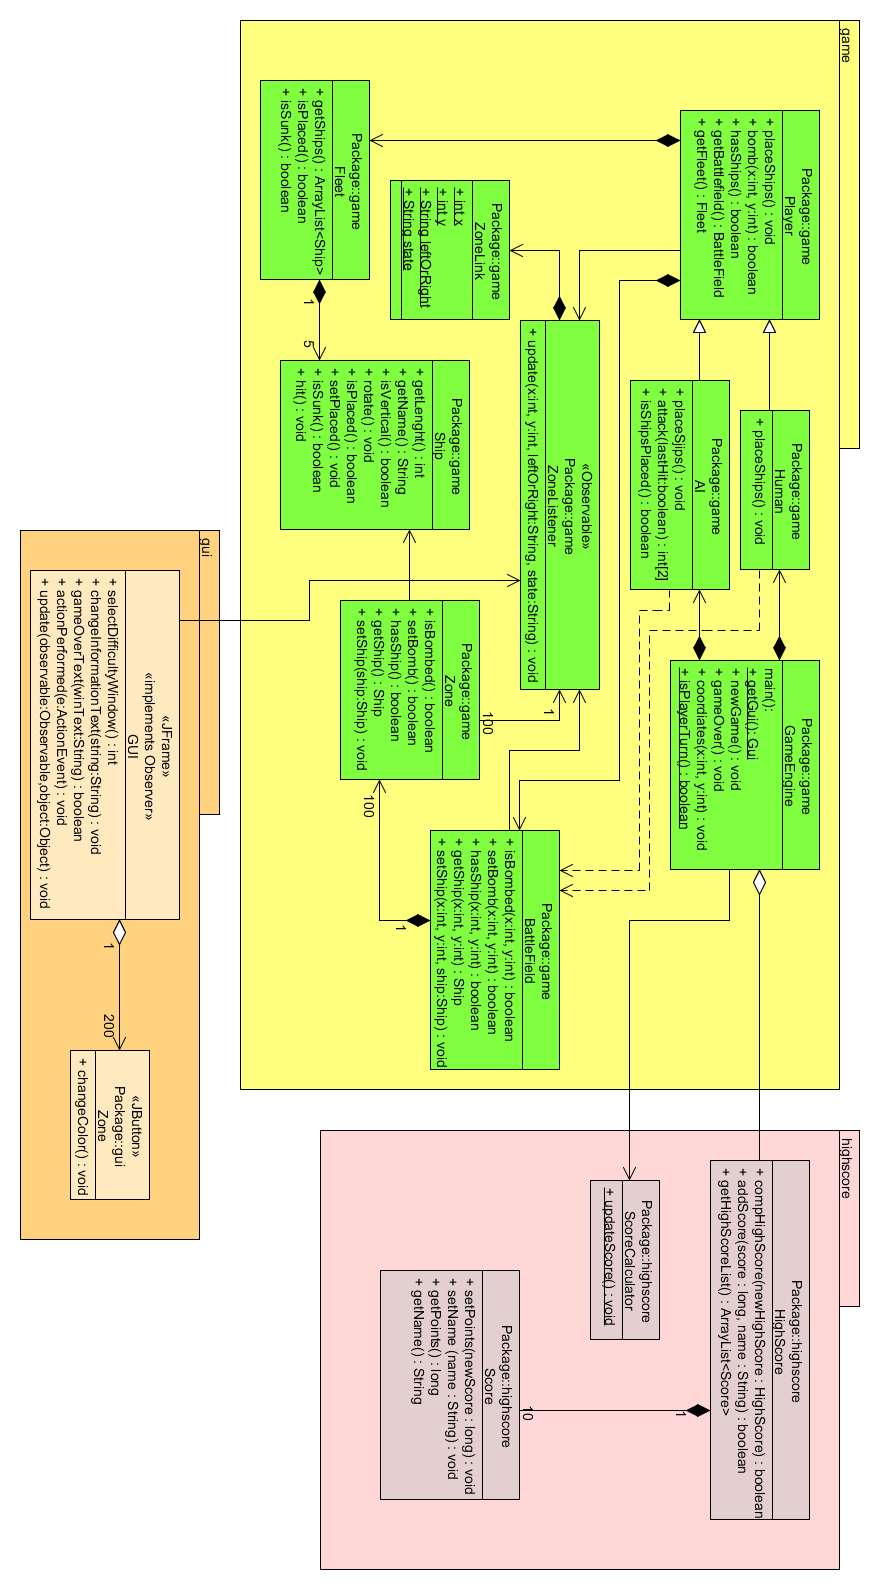 game
Package::game
Player
+ placeShips() : void
+ bomb(x:int, y:int) : boolean
+ hasShips() : boolean
+ getBattlefield() : BattleField
+ getFleet() : Fleet
Package::game
Human
+ placeShips() : void
Package::game
AI
+ placeSjips() : void
+ attack(lastHit:boolean) : int[2]
+ isShipsPlaced() : boolean
Package::game
GameEngine
main():
+ getGui(): Gui
+ newGame() : void
+ gameOver() : void
+ coordiates(x:int, y:int) : void
+ isPlayerTurn() : boolean
«Observable»
Package::game
ZoneListener
+ update(x:int, y:int, leftOrRight:String, state:String) : void
Package::game
ZoneLink
+ int x
+ int y
+ String leftOrRight
+ String state
Package::game
Fleet
+ getShips() : ArrayList<Ship>
+ isPlaced() : boolean
+ isSunk() : boolean
1
5
Package::game
Ship
+ getLenght() : int
+ getName() : String
+ isVertical() : boolean
+ rotate() : void
+ isPlaced() : boolean
+ setPlaced() : void
+ isSunk() : boolean
+ hit() : void
Package::game
Zone
+ isBombed() : boolean
+ setBomb() : boolean
+ hasShip() : boolean
+ getShip() : Ship
+ setShip(ship:Ship) : void
1
100
100
1
Package::game
BattleField
+ isBombed(x:int, y:int) : boolean
+ setBomb(x:int, y:int) : boolean
+ hasShip(x:int, y:int) : boolean
+ getShip(x:int, y:int) : Ship
+ setShip(x:int, y:int, ship:Ship) : void
highscore
Package::highscore
HighScore
+ compHighScore(newHighScore : HighScore) : boolean
+ addScore(score : long, name : String) : boolean
+ getHighScoreList() : ArrayList<Score>
Package::highscore
ScoreCalculator
+ updateScore() : void
1
10
Package::highscore
Score
+ setPoints(newScore : long) : void
+ setName (name : String) : void
+ getPoints() : long
+ getName() : String
gui
«JFrame»
«implements Observer»
GUI
+ selectDifficultyWindow() : int
+ changeInformationText(string:String) : void
+ gameOverText(winText:String) : boolean
+ actionPerformed(e:ActionEvent) : void
+ update(observable:Observable,object:Object) : void
1
200
«JButton»
Package::gui
Zone
+ changeColor() : void